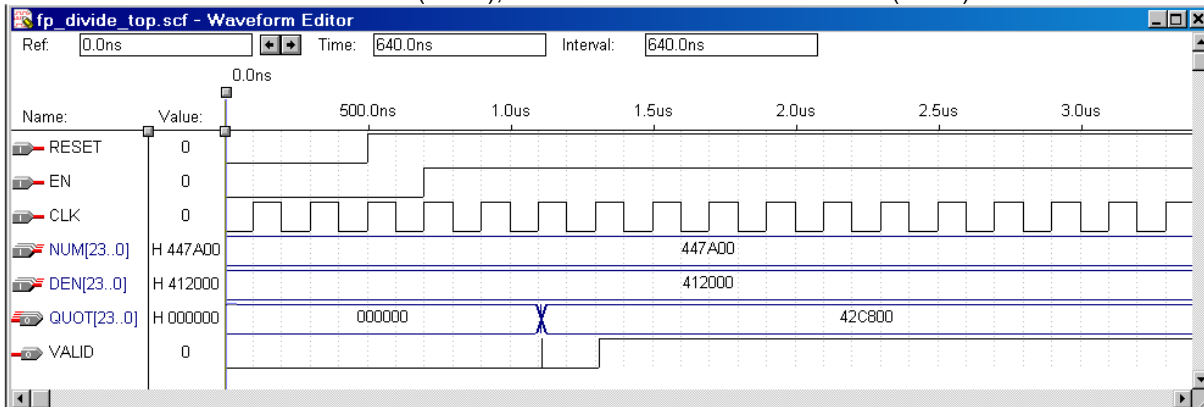 fp_divide_top.scf - Waveform Editor
Ref: 0.0ns Time: 640.0ns Interval: 640.0ns
0.0ns
Name: Value: 500.0ns 1.0us 1.5us 2.0us 2.5us 3.0us
RESET 0
EN 0
CLK 0
NUM[23..0] H 447A00 447A00
DEN[23..0] H 412000 412000
QUOT[23..0] H 000000 000000 42C800
VALID 0